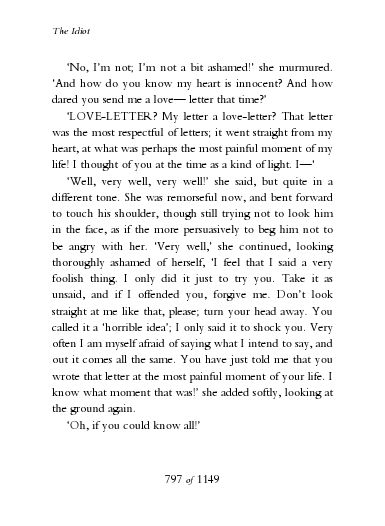 The Idiot
'No, I'm not; I'm not a bit ashamed!' she murmured.
'And how do you know my heart is innocent? And how
dared you send me a love— letter that time?'
'LOVE-LETTER? My letter a love-letter? That letter
was the most respectful of letters; it went straight from my
heart, at what was perhaps the most painful moment of my
life! I thought of you at the time as a kind of light. I—'
'Well, very well, very well!' she said, but quite in a
different tone. She was remorseful now, and bent forward
to touch his shoulder, though still trying not to look him
in the face, as if the more persuasively to beg him not to
be angry with her. 'Very well,' she continued, looking
thoroughly ashamed of herself, 'I feel that I said a very
foolish thing. I only did it just to try you. Take it as
unsaid, and if I offended you, forgive me. Don't look
straight at me like that, please; turn your head away. You
called it a 'horrible idea'; I only said it to shock you. Very
often I am myself afraid of saying what I intend to say, and
out it comes all the same. You have just told me that you
wrote that letter at the most painful moment of your life. I
know what moment that was!' she added softly, looking at
the ground again.
'Oh, if you could know all!'
797 of 1149